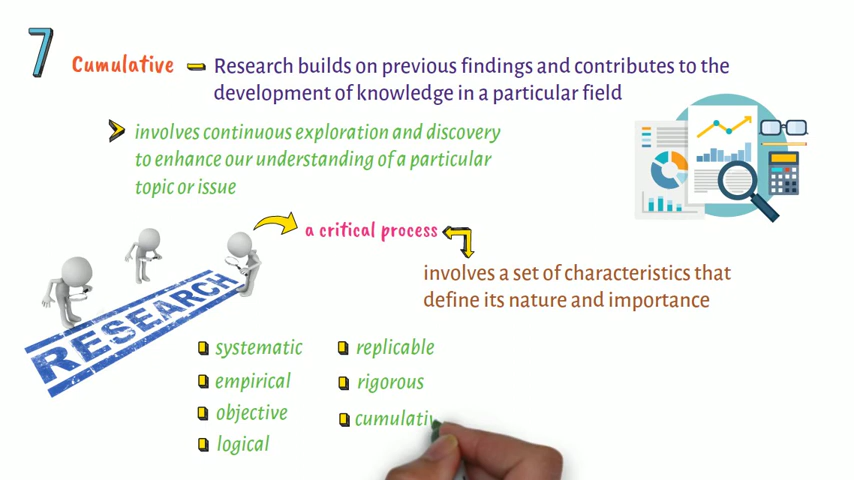 7 Cumulative – Research builds on previous findings and contributes to the
development of knowledge in a particular field
involves continuous exploration and discovery
to enhance our understanding of a particular
topic or issue
a critical process
involves a set of characteristics that
define its nature and importance
RESEARCH
systematic
empirical
objective
logical
replicable
rigorous
cumulativ